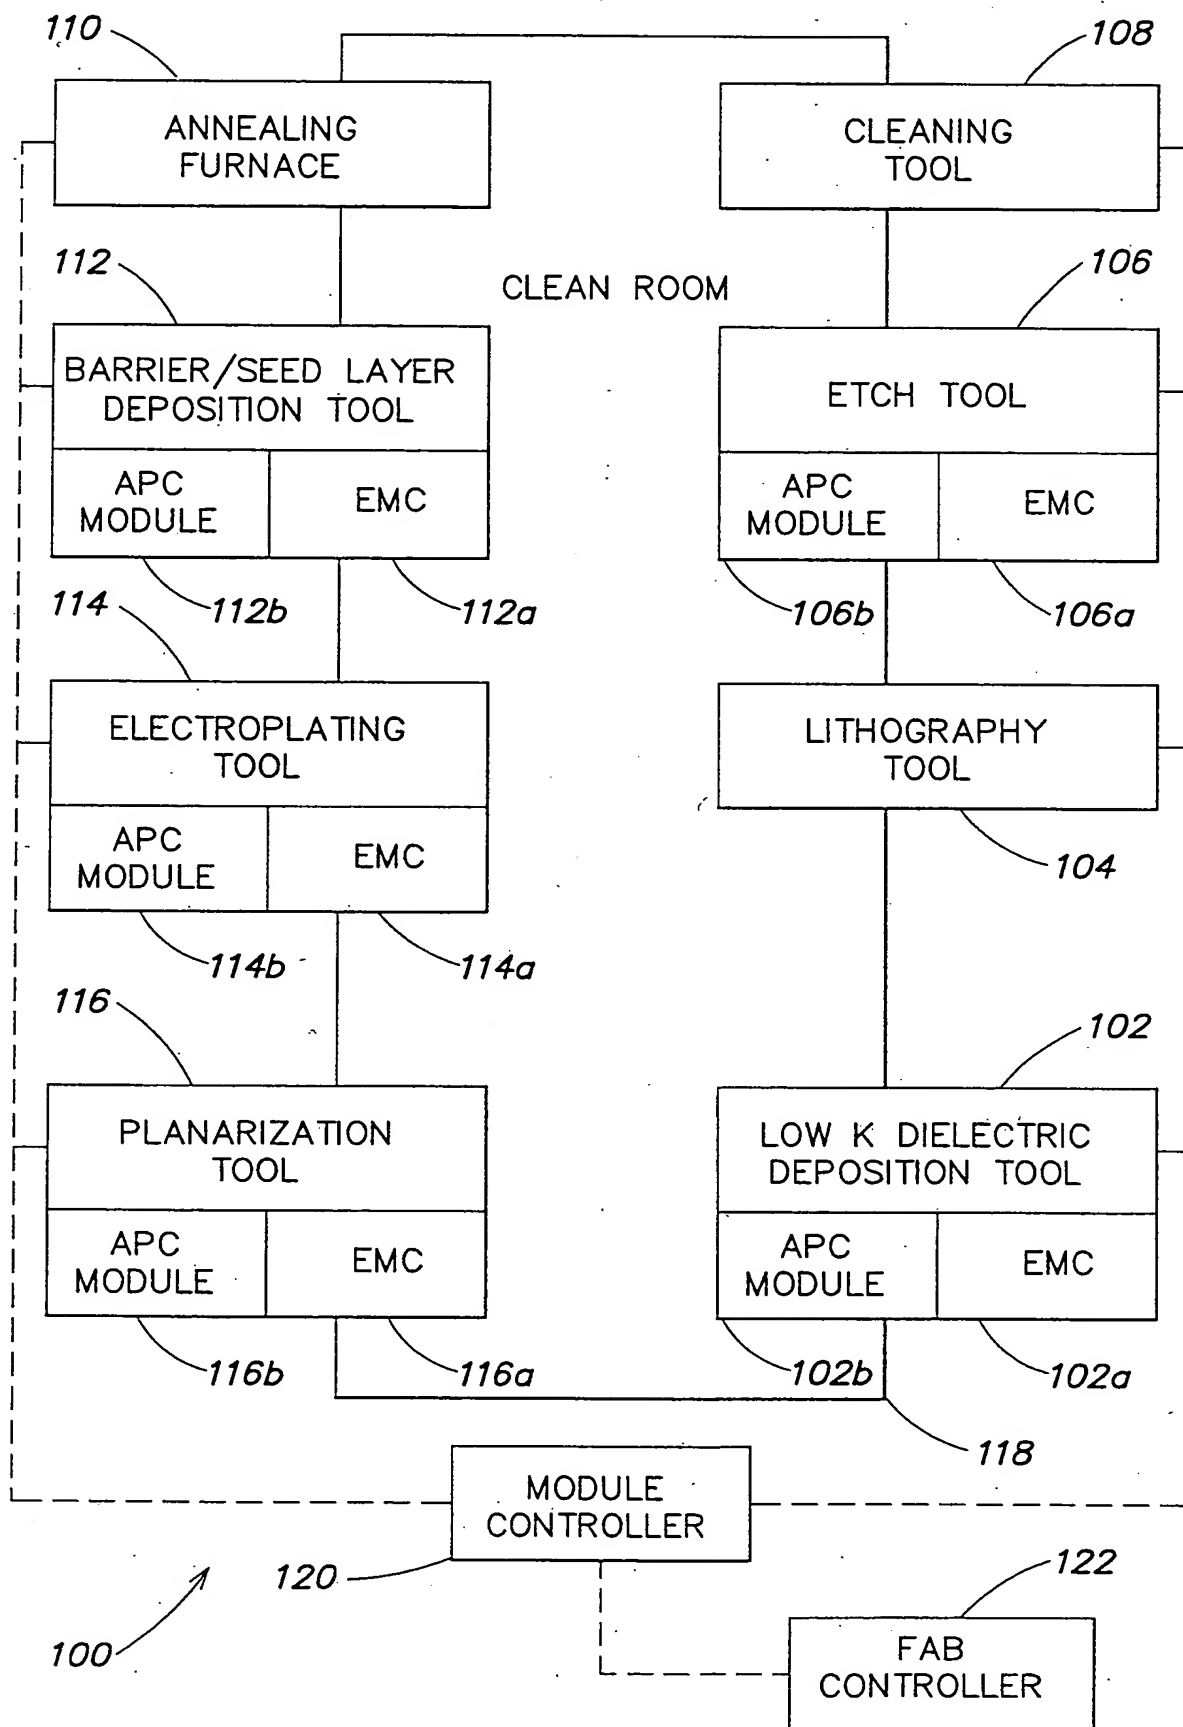 110
108
ANNEALING
FURNACE
CLEANING
TOOL
112
106
CLEAN ROOM
BARRIER/SEED LAYER
DEPOSITION TOOL
APC
MODULE
EMC
ETCH TOOL
APC
MODULE
EMC
114
112b
112a
106b
106a
ELECTROPLATING
TOOL
APC
MODULE
EMC
LITHOGRAPHY
TOOL
104
114b
114a
116
102
PLANARIZATION
TOOL
APC
MODULE
EMC
LOW K DIELECTRIC
DEPOSITION TOOL
APC
MODULE
EMC
116b
116a
102b
102a
118
MODULE
CONTROLLER
120
122
100
FAB
CONTROLLER